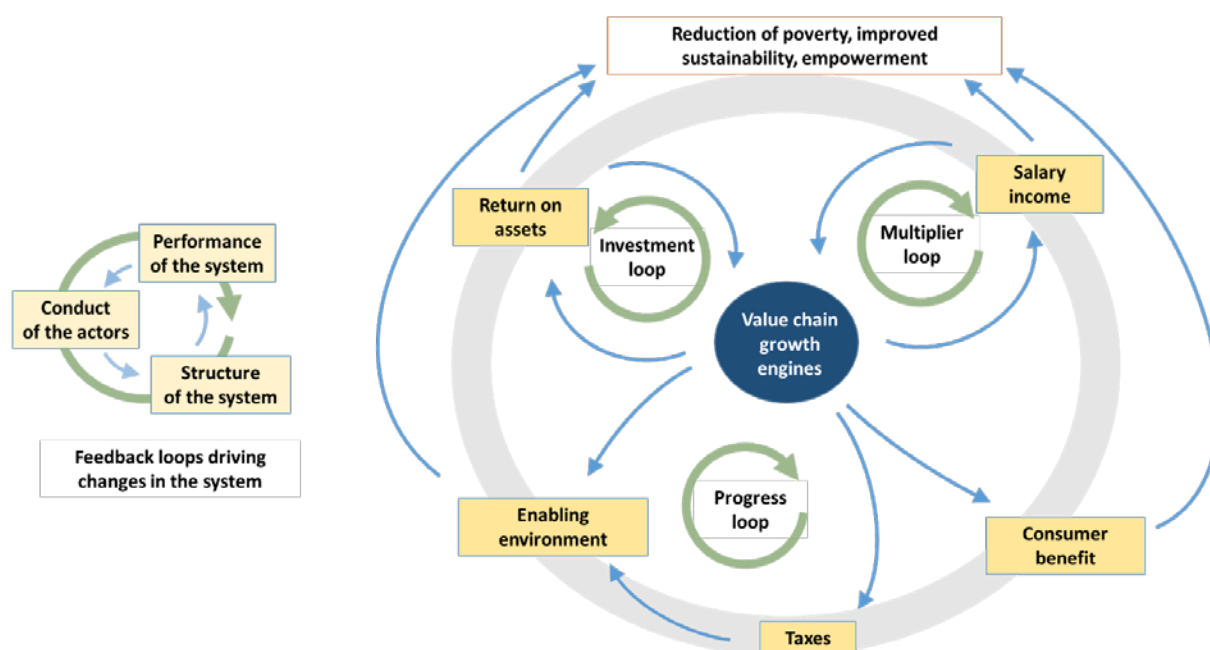 Reduction of poverty, improved
sustainability, empowerment
Salary
income
Return on
assets
Investment
loop
Multiplier
loop
Performance
of the system
Conduct
of the actors
Structure
of the system
Value chain
growth
engines
Feedback loops driving
changes in the system
Progress
loop
Enabling
environment
Consumer
benefit
Taxes